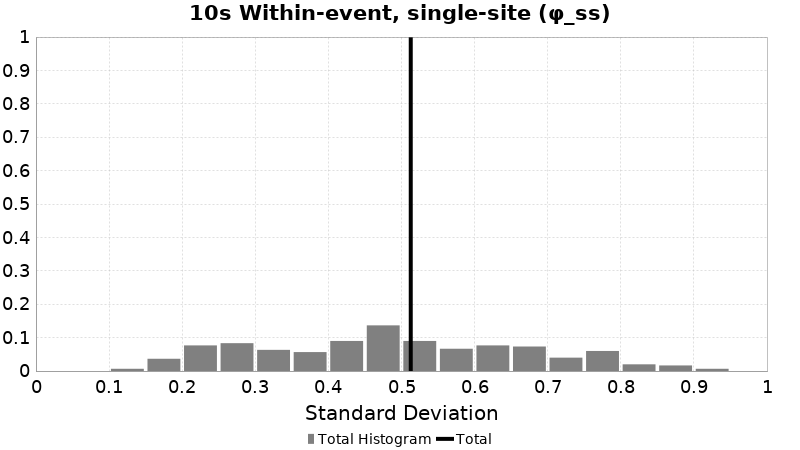 10s Within-event, single-site (φ_ss)
1
0.9
0.8
0.7
0.6
0.5
0.4
0.3
0.2
0.1
0
0 0.1 0.2 0.3 0.4 0.5 0.6 0.7 0.8 0.9 1
Standard Deviation
Total Histogram Total